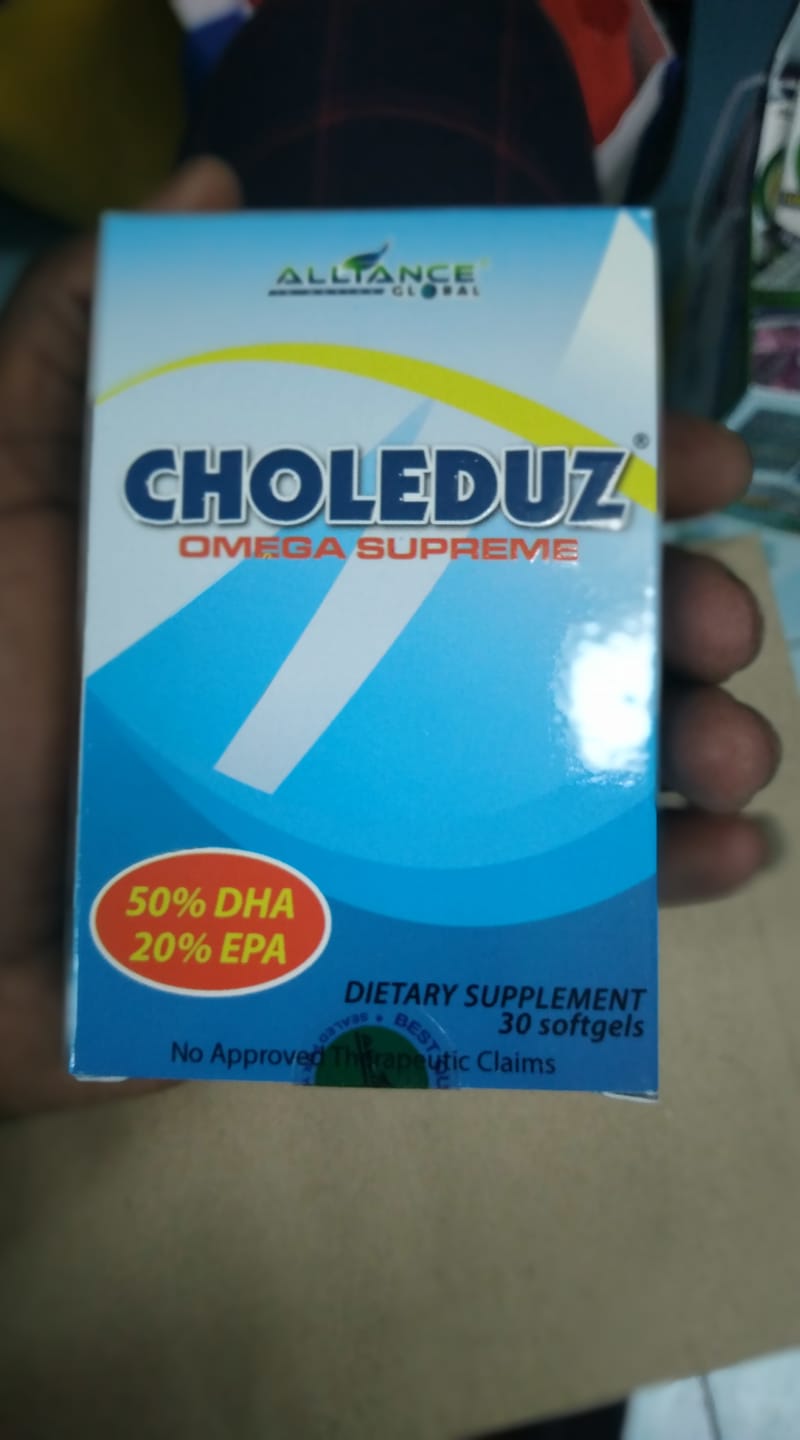 ALLIANCE
GLOBAL
CHOLEDUZ®
OMEGA SUPREME
50% DHA
20% EPA
DIETARY SUPPLEMENT
30 softgels
No Approved Therapeutic Claims